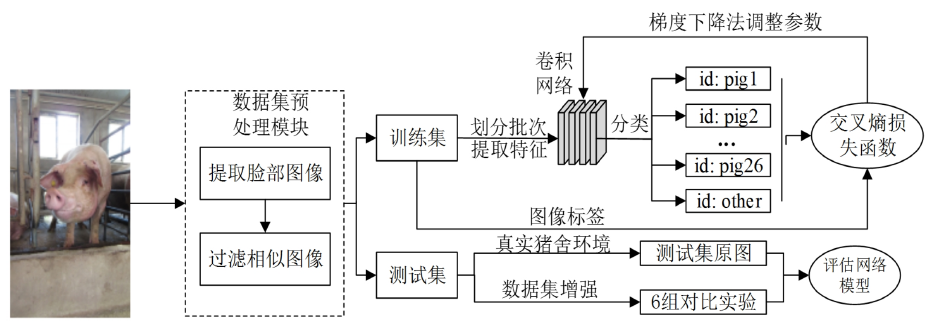 梯度下降法调整参数
卷积
网络
数据集预
处理模块
提取脸部图像
过滤相似图像
训练集
划分批次
提取特征
分类
id: pig1
id: pig2
...
id: pig26
id: other
交叉熵损
失函数
图像标签
测试集
真实猪舍环境
数据集增强
测试集原图
6组对比实验
评估网络
模型